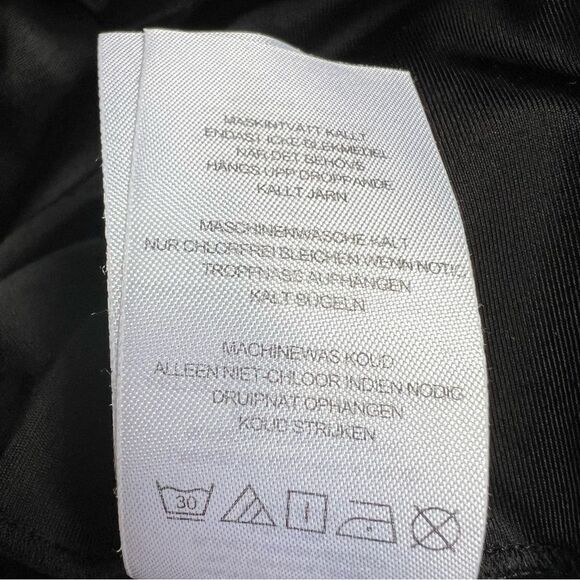 MASKINTVÄTT KALLT
ENDAST ICKE-BLEKMEDEL
NÄR DET BEHÖVS
HÄNGS UPP DROPPANDE
KALLT JÄRN
MASCHINENWÄSCHE KALT
NUR CHLORFREI BLEICHEN WENN NÖTIG
TROPFNASS AUFHÄNGEN
KALT BÜGELN
MACHINEWAS KOUD
ALLEEN NIET-CHLOOR INDIEN NODIG
DRUIPNAT OPHANGEN
KOUD STRIJKEN
30